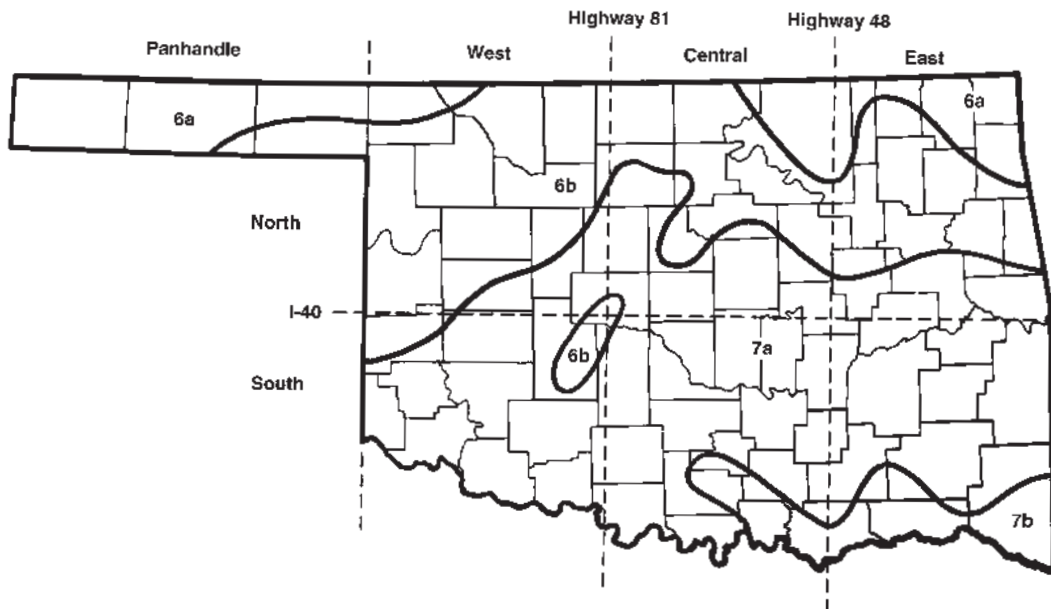 Highway 81
Highway 48
Panhandle
West
Central
East
6a
6a
6b
North
I-40
6b
7a
South
7b